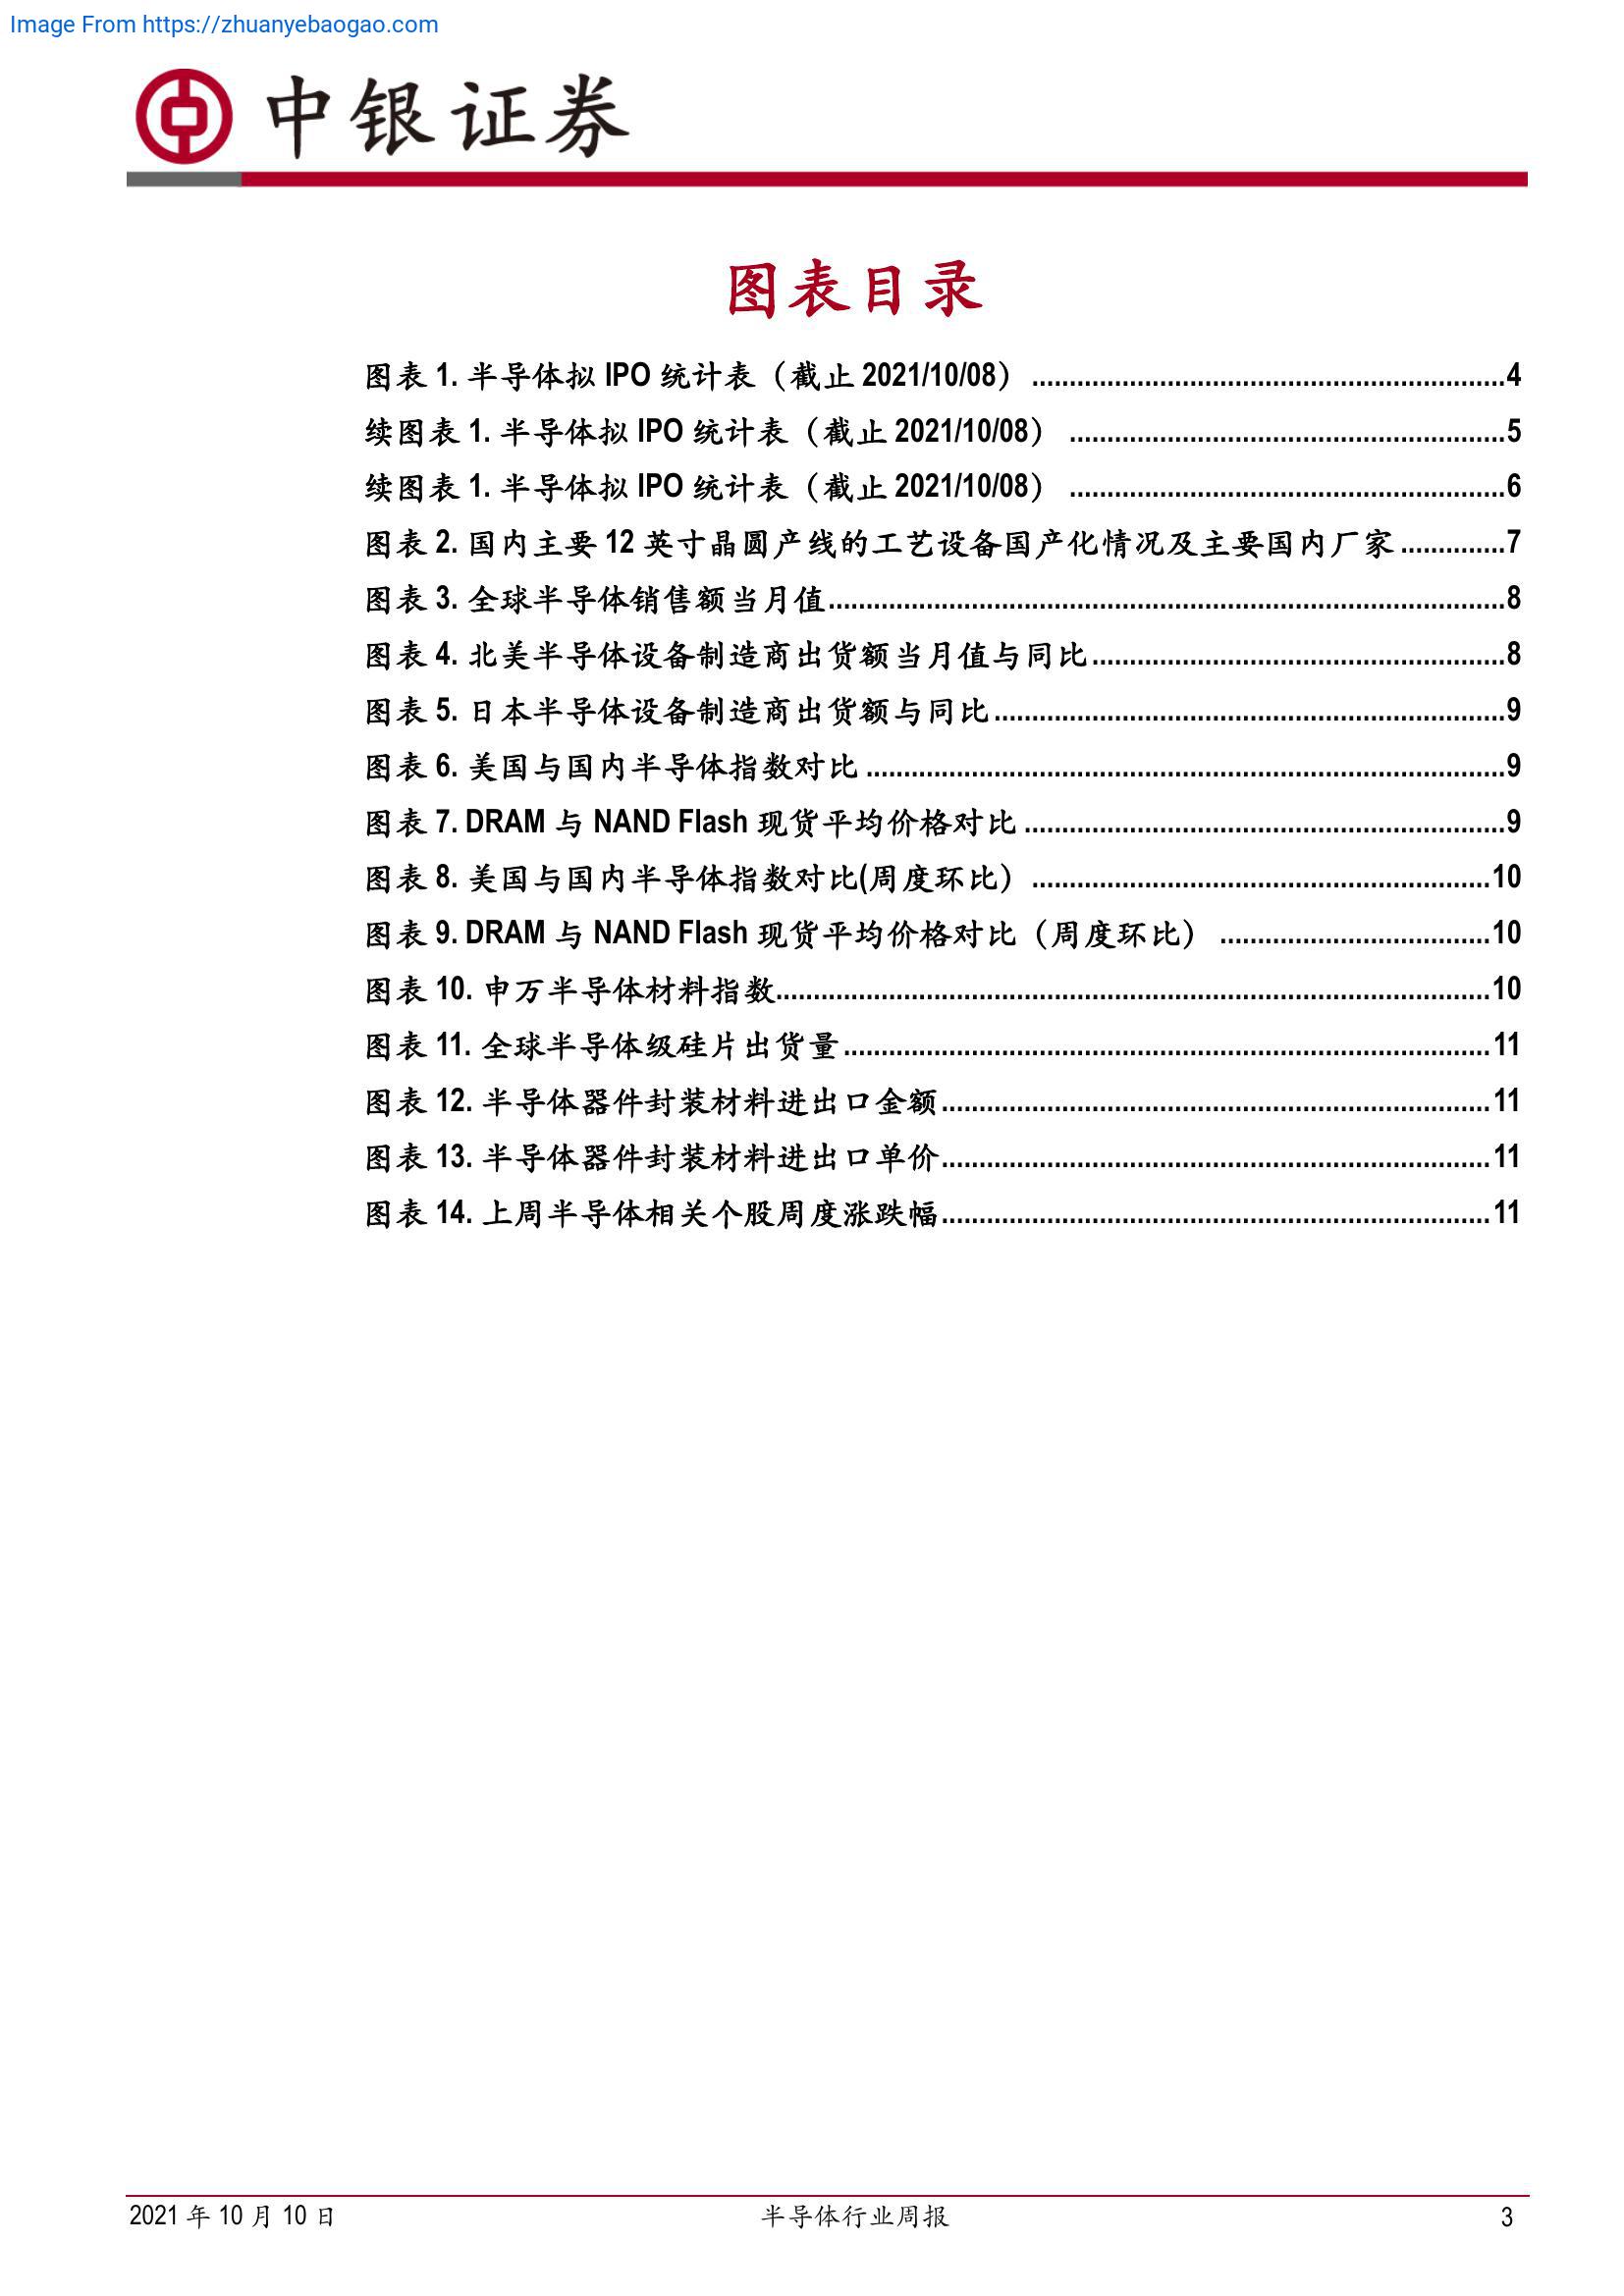 Image From https://zhuanyebaogao.com
中银证券
图表目录
图表 1. 半导体拟 IPO 统计表（截止 2021/10/08） ...............................................................4
续图表 1. 半导体拟 IPO 统计表（截止 2021/10/08） ..........................................................5
续图表 1. 半导体拟 IPO 统计表（截止 2021/10/08） ..........................................................6
图表 2. 国内主要 12 英寸晶圆产线的工艺设备国产化情况及主要国内厂家 ..............7
图表 3. 全球半导体销售额当月值..........................................................................................8
图表 4. 北美半导体设备制造商出货额当月值与同比.......................................................8
图表 5. 日本半导体设备制造商出货额与同比....................................................................9
图表 6. 美国与国内半导体指数对比.....................................................................................9
图表 7. DRAM 与 NAND Flash 现货平均价格对比................................................................9
图表 8. 美国与国内半导体指数对比(周度环比） .............................................................10
图表 9. DRAM 与 NAND Flash 现货平均价格对比（周度环比） ....................................10
图表 10. 申万半导体材料指数...............................................................................................10
图表 11. 全球半导体级硅片出货量......................................................................................11
图表 12. 半导体器件封装材料进出口金额.........................................................................11
图表 13. 半导体器件封装材料进出口单价.........................................................................11
图表 14. 上周半导体相关个股周度涨跌幅.........................................................................11
2021 年 10 月 10 日 半导体行业周报 3